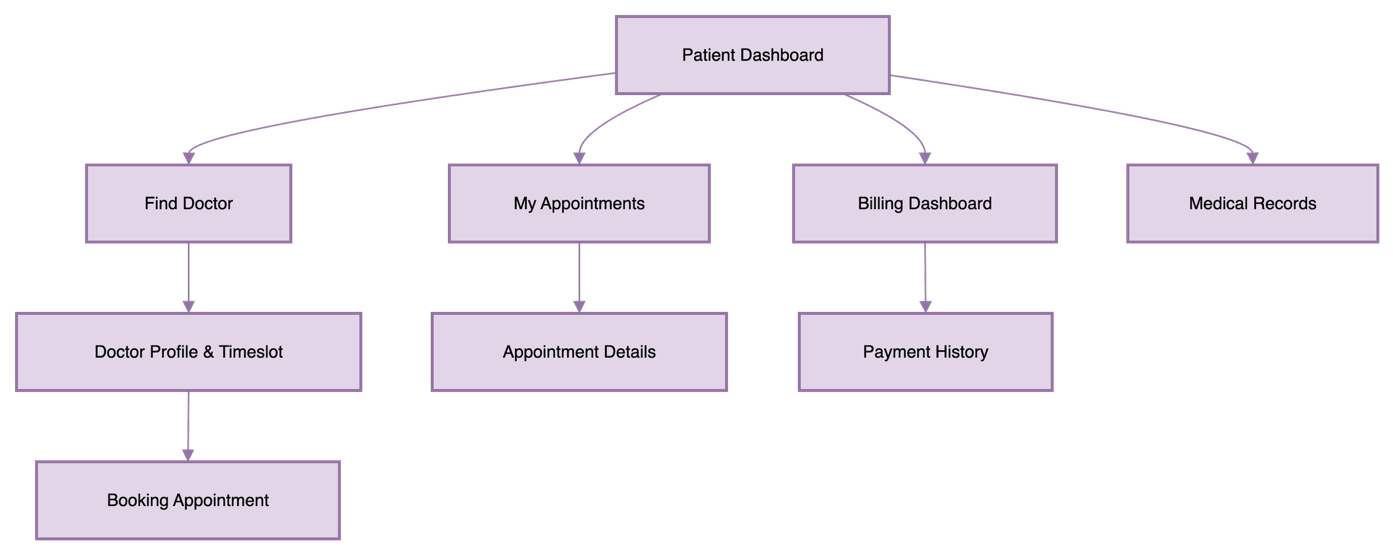 Patient Dashboard
Find Doctor
My Appointments
Billing Dashboard
Medical Records
Doctor Profile & Timeslot
Appointment Details
Payment History
Booking Appointment